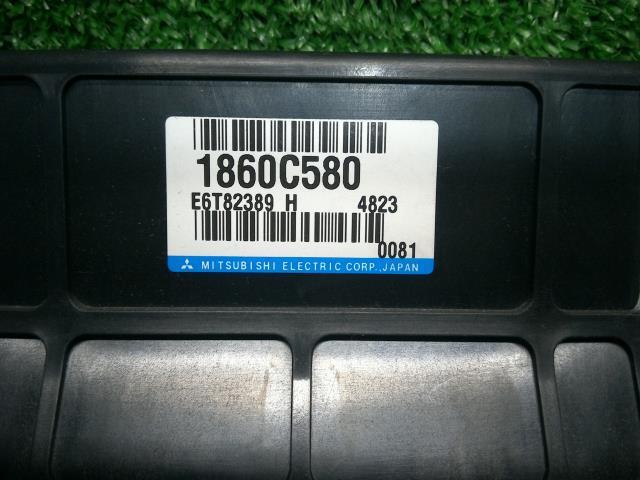 1860C580
E6T82389 H 4823
0081
MITSUBISHI ELECTRIC CORP.,JAPAN